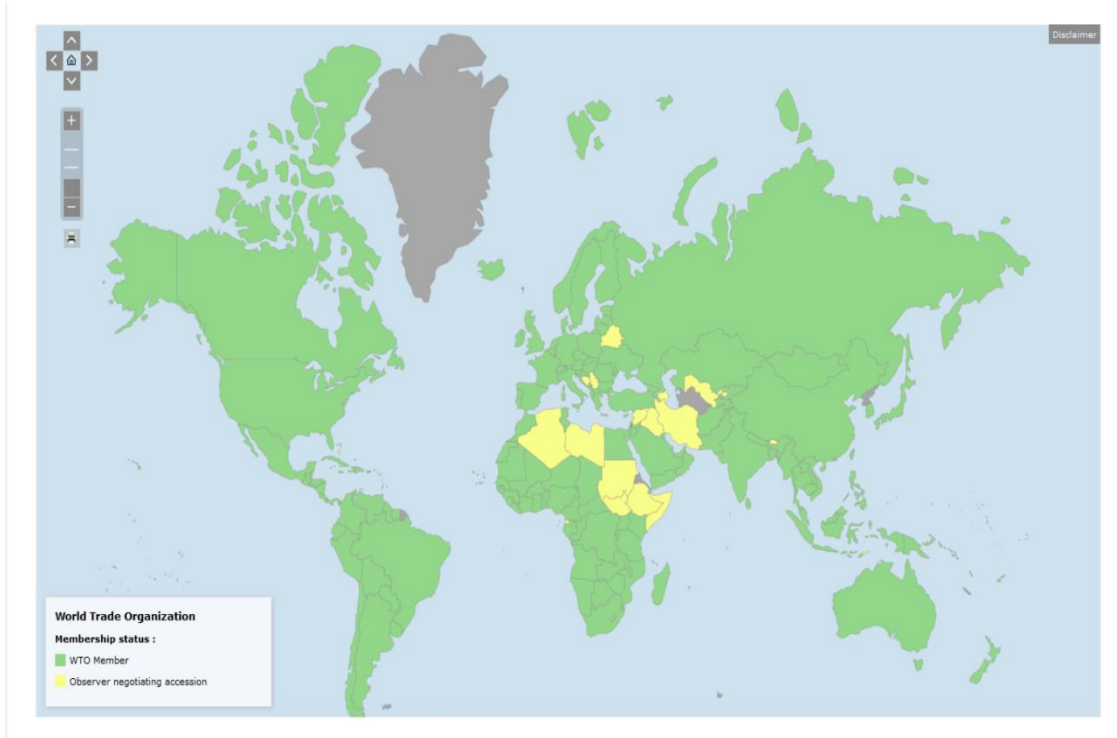 Disclaimer
+
−
World Trade Organization
Membership status :
WTO Member
Observer negotiating accession